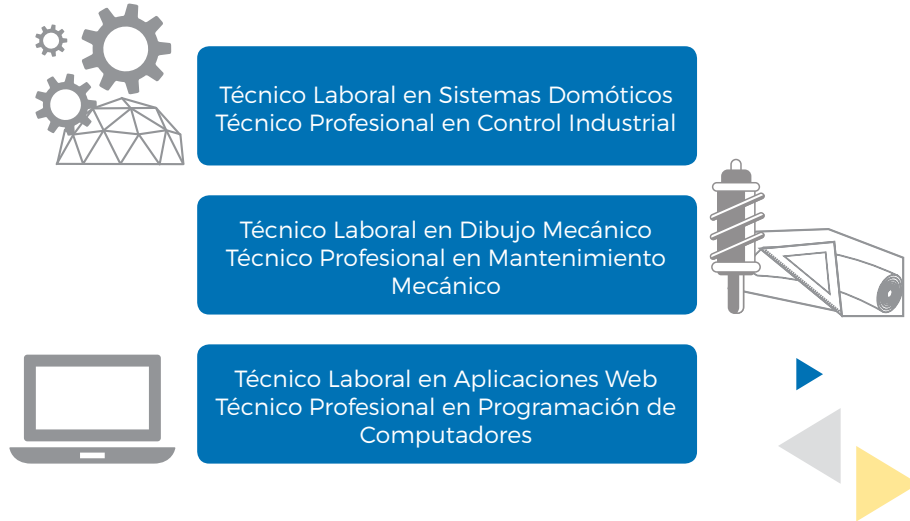 Técnico Laboral en Sistemas Domóticos
Técnico Profesional en Control Industrial
Técnico Laboral en Dibujo Mecánico
Técnico Profesional en Mantenimiento
Mecánico
Técnico Laboral en Aplicaciones Web
Técnico Profesional en Programación de
Computadores